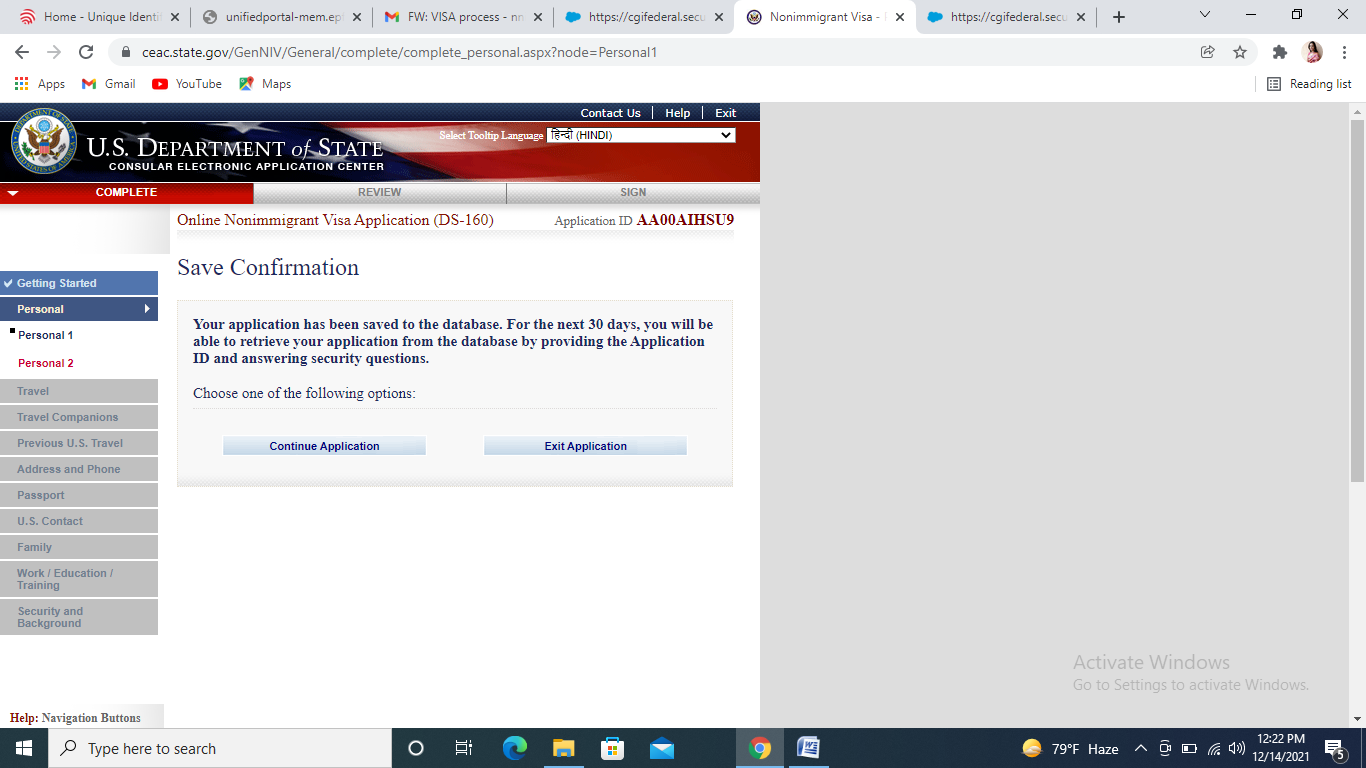 Home - Unique Identi
unifiedportal-mem.ep
FW: VISA process - nn
https://cgifederal.secu
Nonimmigrant Visa -
https://cgifederal.secu
ceac.state.gov/GenNIV/General/complete/complete_personal.aspx?node=Personal1
Apps
Gmail
YouTube
Maps
Reading list
Contact Us
Help
Exit
Select Tooltip Language
हिन्दी (HINDI)
U.S. DEPARTMENT of STATE
CONSULAR ELECTRONIC APPLICATION CENTER
COMPLETE
REVIEW
SIGN
Online Nonimmigrant Visa Application (DS-160)
Application ID AA00AIHSU9
Save Confirmation
Getting Started
Personal
Personal 1
Personal 2
Travel
Travel Companions
Previous U.S. Travel
Address and Phone
Passport
U.S. Contact
Family
Work / Education /
Training
Security and
Background
Your application has been saved to the database. For the next 30 days, you will be
able to retrieve your application from the database by providing the Application
ID and answering security questions.
Choose one of the following options:
Continue Application
Exit Application
Activate Windows
Go to Settings to activate Windows.
Help: Navigation Buttons
Type here to search
79°F Haze
12:22 PM
12/14/2021
5